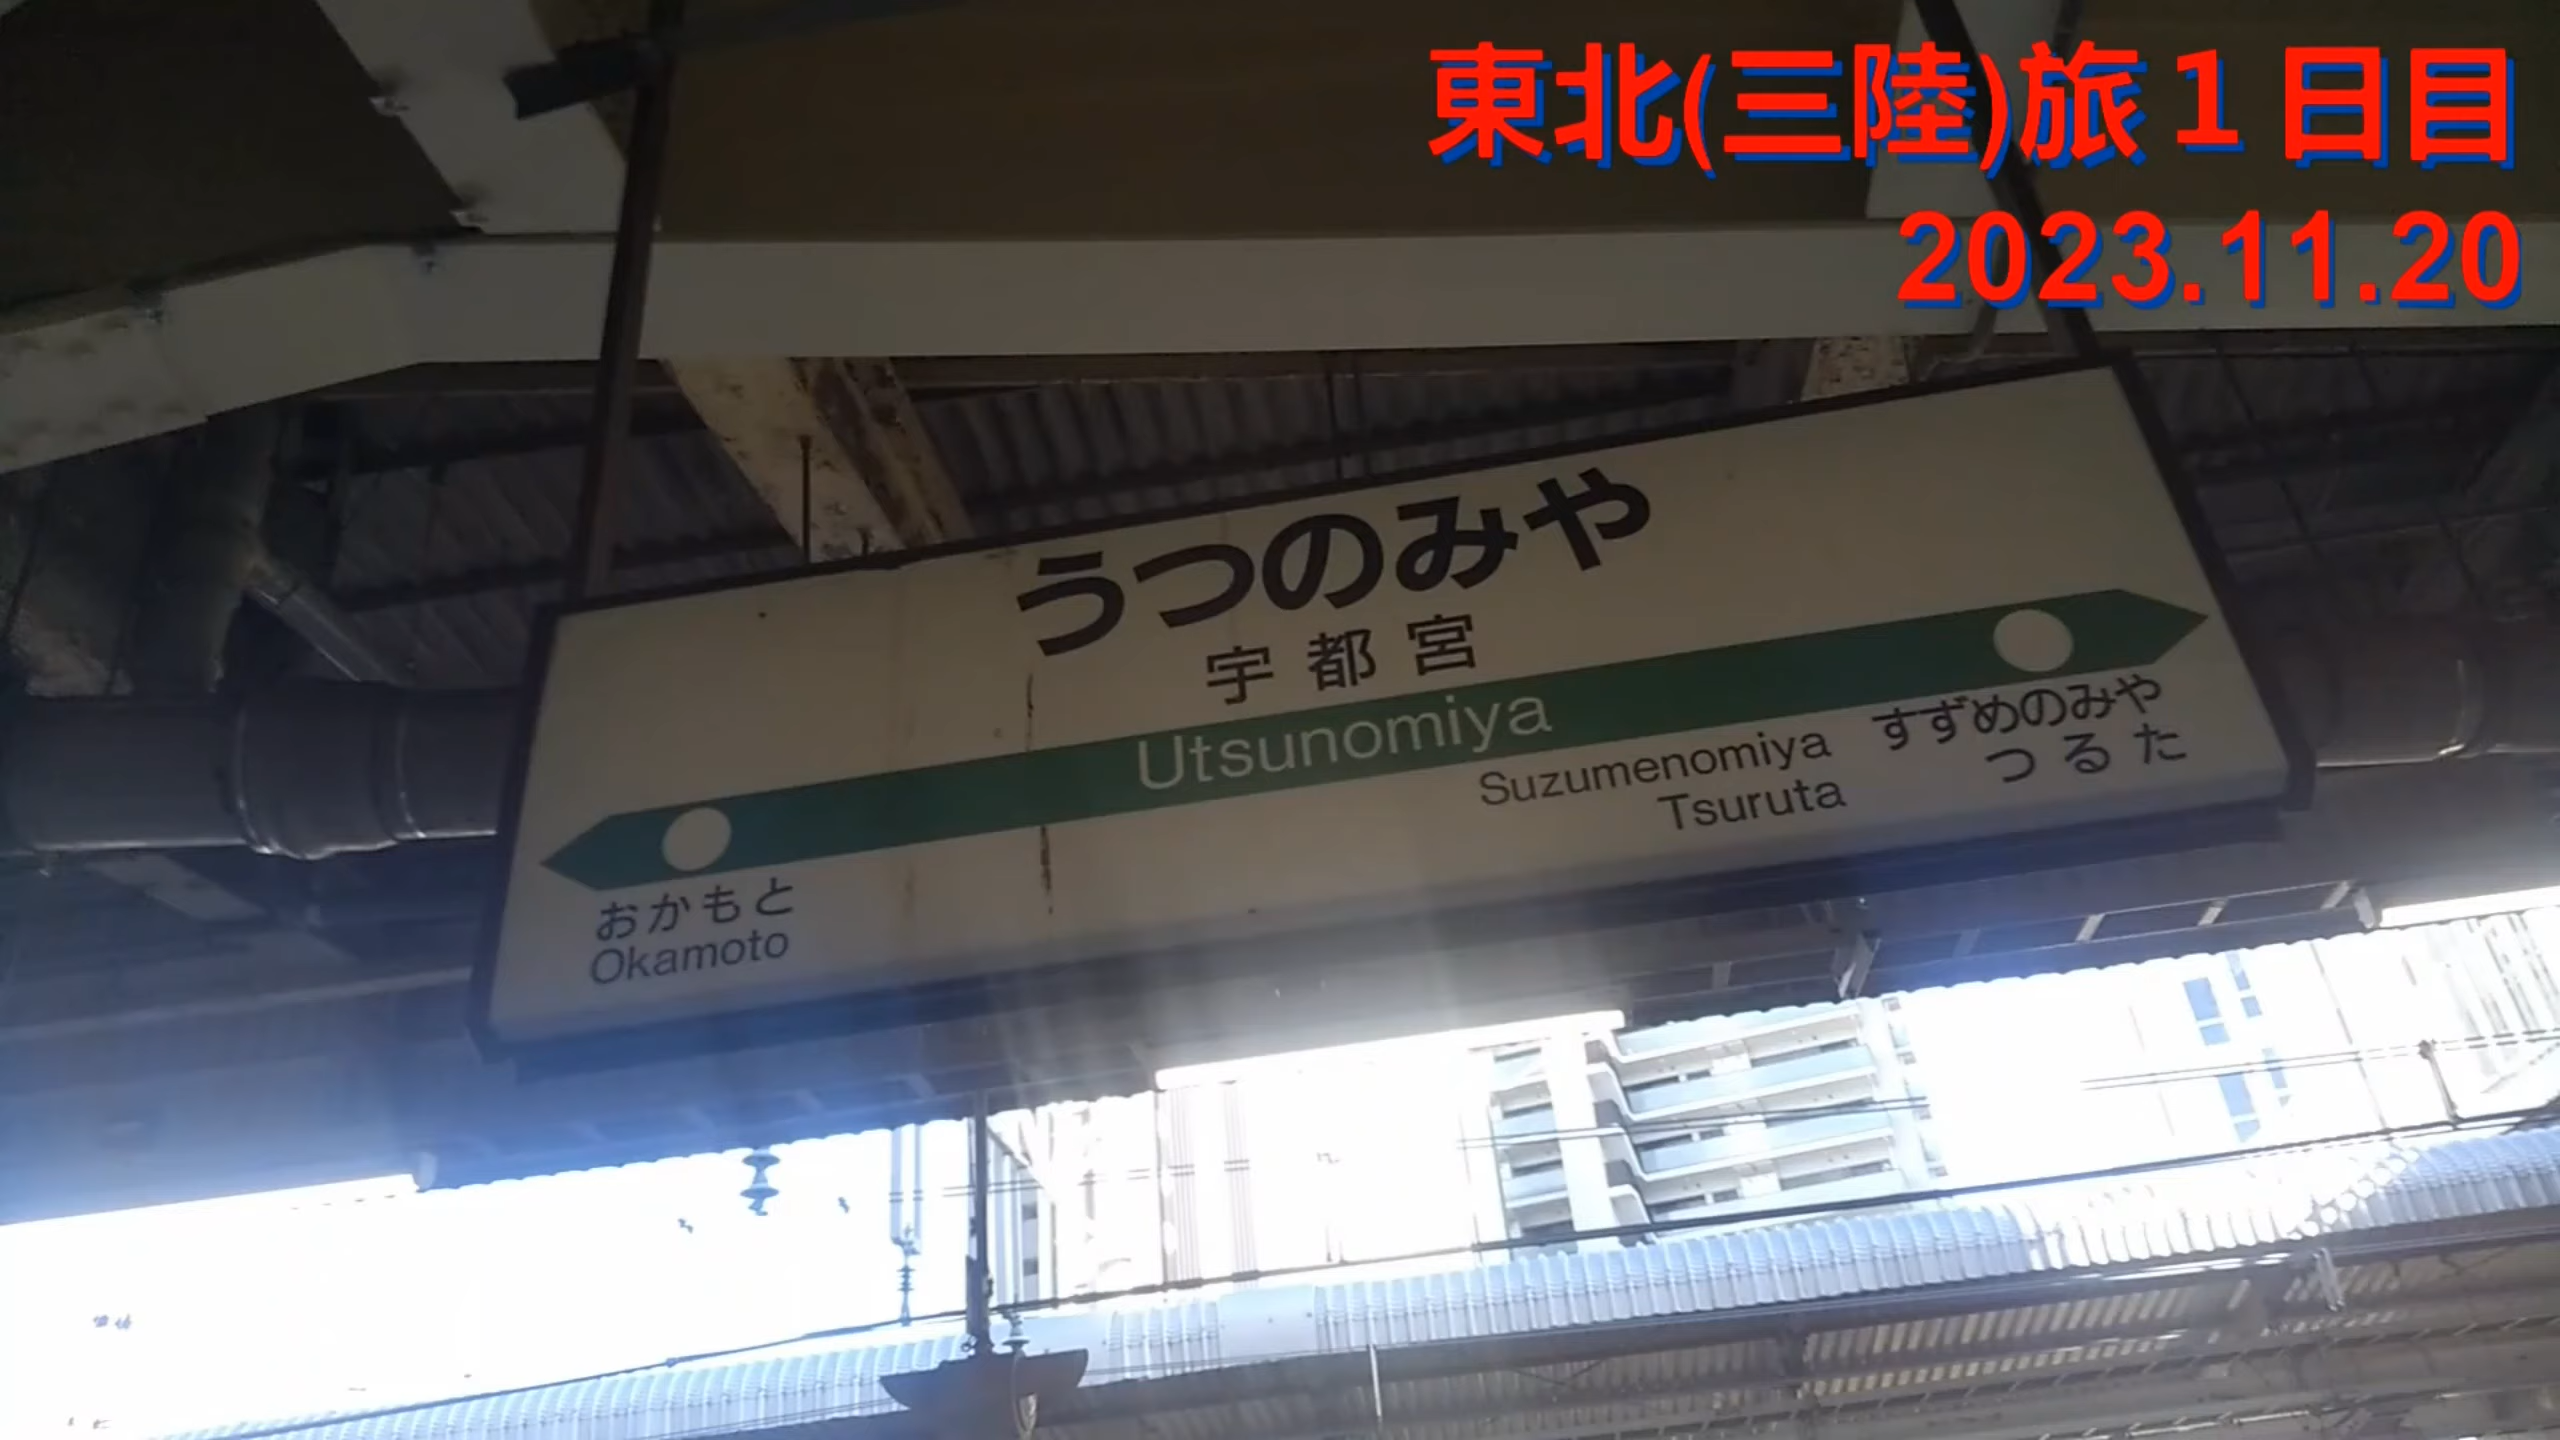 東北(三陸)旅1日目
2023.11.20
うつのみや
宇都宮
Utsunomiya
おかもと
Okamoto
Suzumenomiya すずめのみや
Tsuruta つるた